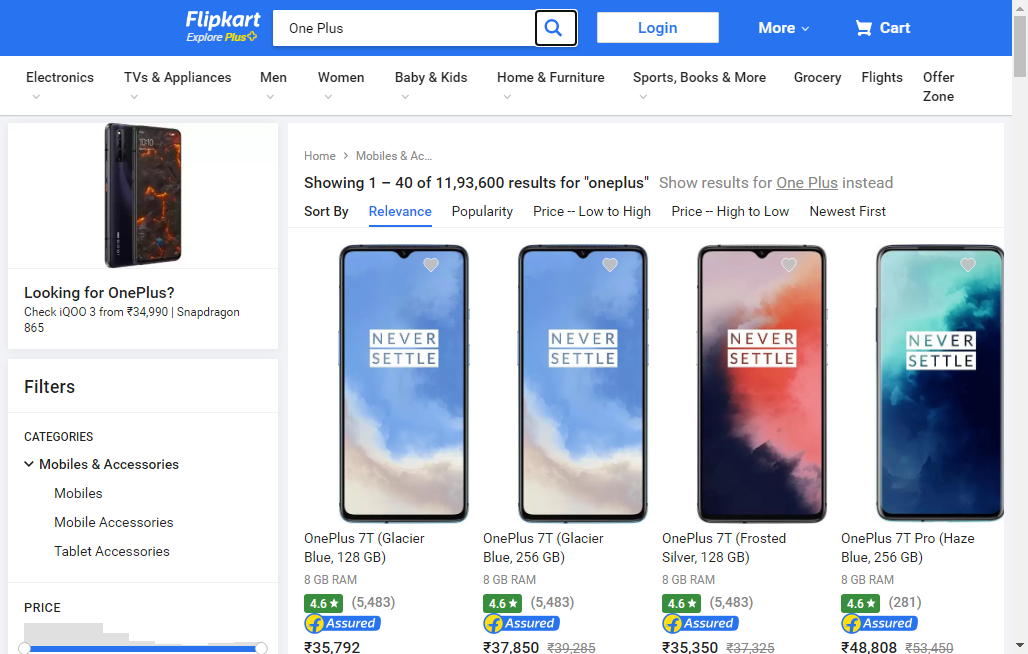 Flipkart
Explore Plus
One Plus
Login
More
Cart
Electronics
TVs & Appliances
Men
Women
Baby & Kids
Home & Furniture
Sports, Books & More
Grocery
Flights
Offer
Zone
10:10
Looking for OnePlus?
Check iQOO 3 from ₹34,990 | Snapdragon
865
Filters
CATEGORIES
Mobiles & Accessories
Mobiles
Mobile Accessories
Tablet Accessories
PRICE
Home
Mobiles & Ac...
Showing 1 – 40 of 11,93,600 results for "oneplus" Show results for One Plus instead
Sort By
Relevance
Popularity
Price -- Low to High
Price -- High to Low
Newest First
NEVER
SETTLE
OnePlus 7T (Glacier
Blue, 128 GB)
8 GB RAM
4.6 ★ (5,483)
Assured
₹35,792
NEVER
SETTLE
OnePlus 7T (Glacier
Blue, 256 GB)
8 GB RAM
4.6 ★ (5,483)
Assured
₹37,850 ₹39,285
NEVER
SETTLE
OnePlus 7T (Frosted
Silver, 128 GB)
8 GB RAM
4.6 ★ (5,483)
Assured
₹35,350 ₹37,325
NEVER
SETTLE
OnePlus 7T Pro (Haze
Blue, 256 GB)
8 GB RAM
4.6 ★ (281)
Assured
₹48,808 ₹53,450